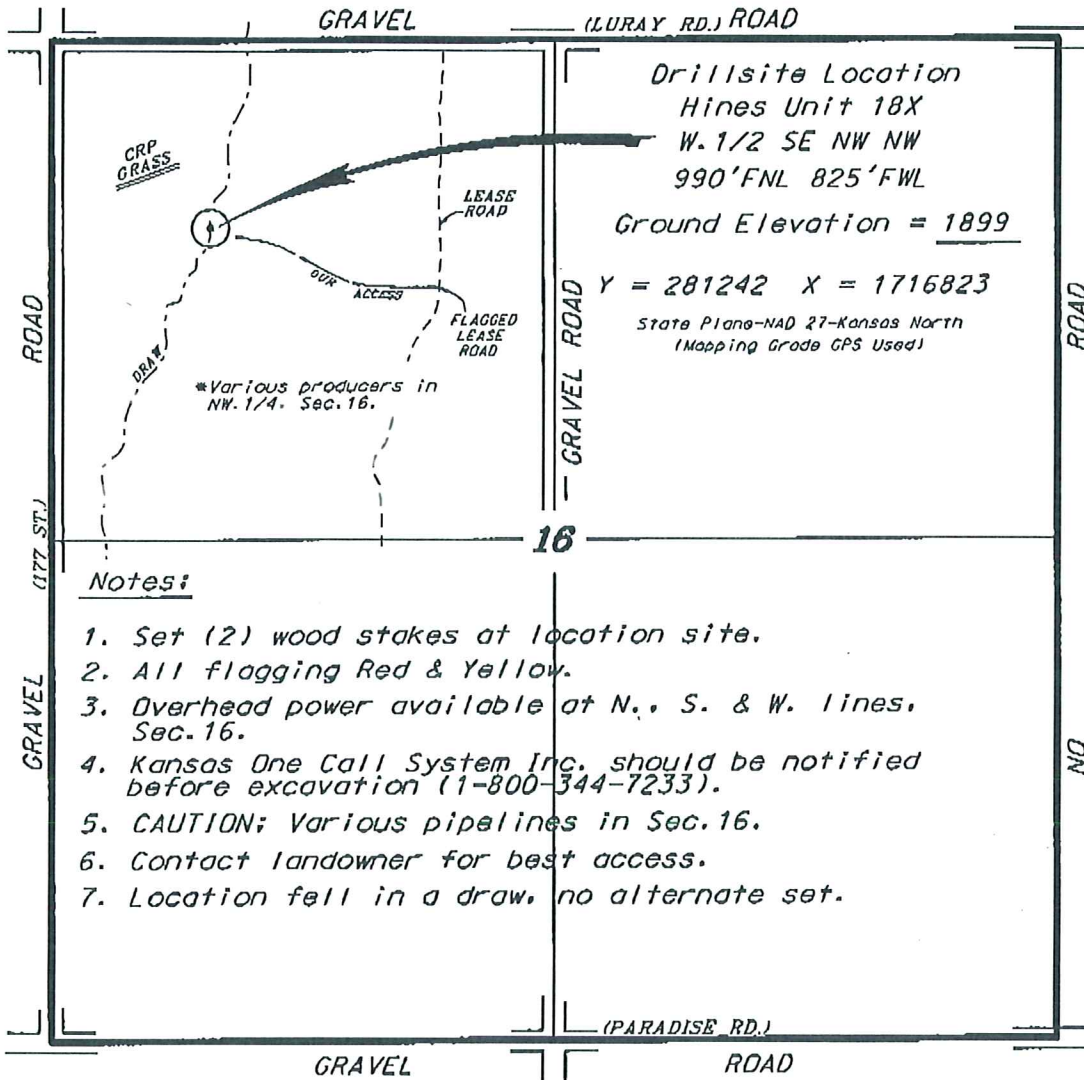 GRAVEL (LURAY RD.) ROAD
Drillsite Location
Hines Unit 18X
W. 1/2 SE NW NW
990'FNL 825'FWL
Ground Elevation = 1899
Y = 281242 X = 1716823
State Plane-NAD 27-Kansas North
(Mapping Grade GPS Used)
CRP
GRASS
LEASE
ROAD
OUR ACCESS
FLAGGED
LEASE
ROAD
DRAW
*Various producers in
NW. 1/4. Sec. 16.
GRAVEL ROAD
GRAVEL (177 ST.) ROAD
NO ROAD
16
Notes:
1. Set (2) wood stakes at location site.
2. All flagging Red & Yellow.
3. Overhead power available at N., S. & W. lines.
Sec. 16.
4. Kansas One Call System Inc. should be notified
before excavation (1-800-344-7233).
5. CAUTION: Various pipelines in Sec. 16.
6. Contact landowner for best access.
7. Location fell in a draw, no alternate set.
(PARADISE RD.)
GRAVEL ROAD